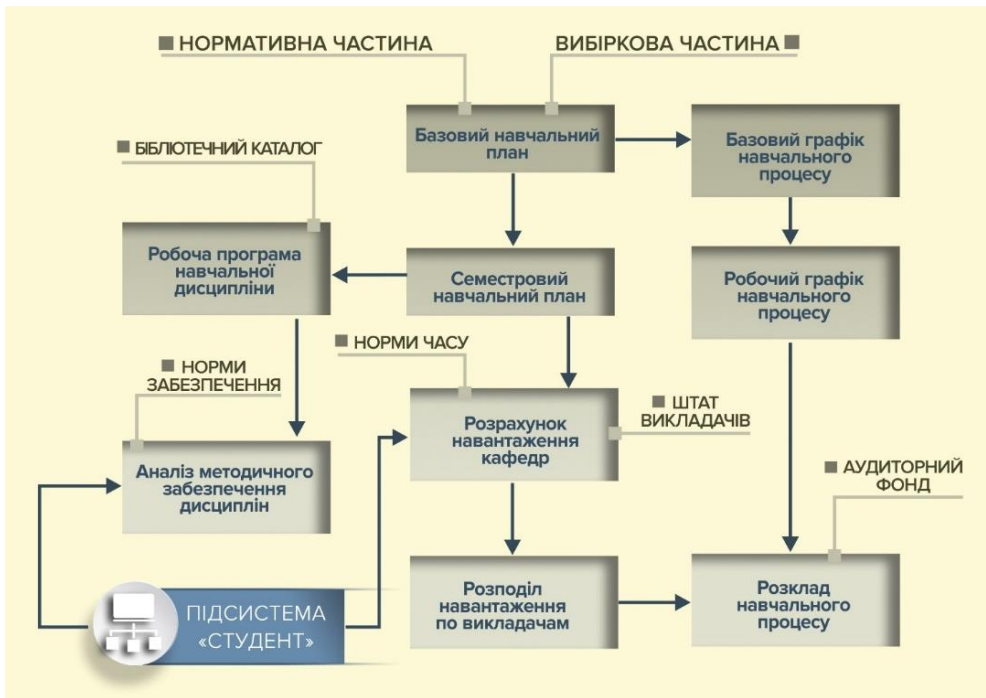 НОРМАТИВНА ЧАСТИНА
ВИБІРКОВА ЧАСТИНА
Базовий навчальний
план
Базовий графік
навчального
процесу
БІБЛІОТЕЧНИЙ КАТАЛОГ
Робоча програма
навчальної
дисципліни
Семестровий
навчальний план
Робочий графік
навчального
процесу
НОРМИ ЧАСУ
НОРМИ
ЗАБЕЗПЕЧЕННЯ
ШТАТ
ВИКЛАДАЧІВ
Розрахунок
навантаження
кафедр
Аналіз методичного
забезпечення
дисциплін
АУДИТОРНИЙ
ФОНД
Розподіл
навантаження
по викладачам
Розклад
навчального
процесу
ПІДСИСТЕМА
«СТУДЕНТ»